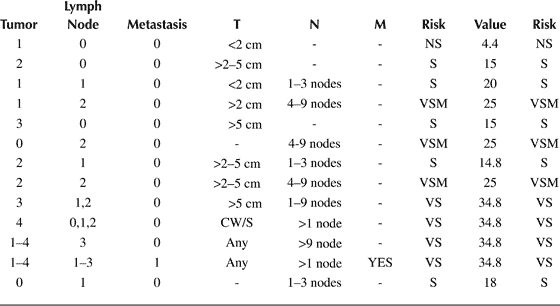 Lymph
Tumor Node Metastasis T N M Risk Value Risk
1 0 0 <2 cm - - NS 4.4 NS
2 0 0 >2–5 cm - - S 15 S
1 1 0 <2 cm 1–3 nodes - S 20 S
1 2 0 >2 cm 4–9 nodes - VSM 25 VSM
3 0 0 >5 cm - - S 15 S
0 2 0 - 4-9 nodes - VSM 25 VSM
2 1 0 >2–5 cm 1–3 nodes - S 14.8 S
2 2 0 >2–5 cm 4–9 nodes - VSM 25 VSM
3 1,2 0 >5 cm 1–9 nodes - VS 34.8 VS
4 0,1,2 0 CW/S >1 node - VS 34.8 VS
1–4 3 0 Any >9 node - VS 34.8 VS
1–4 1–3 1 Any >1 node YES VS 34.8 VS
0 1 0 - 1–3 nodes - S 18 S